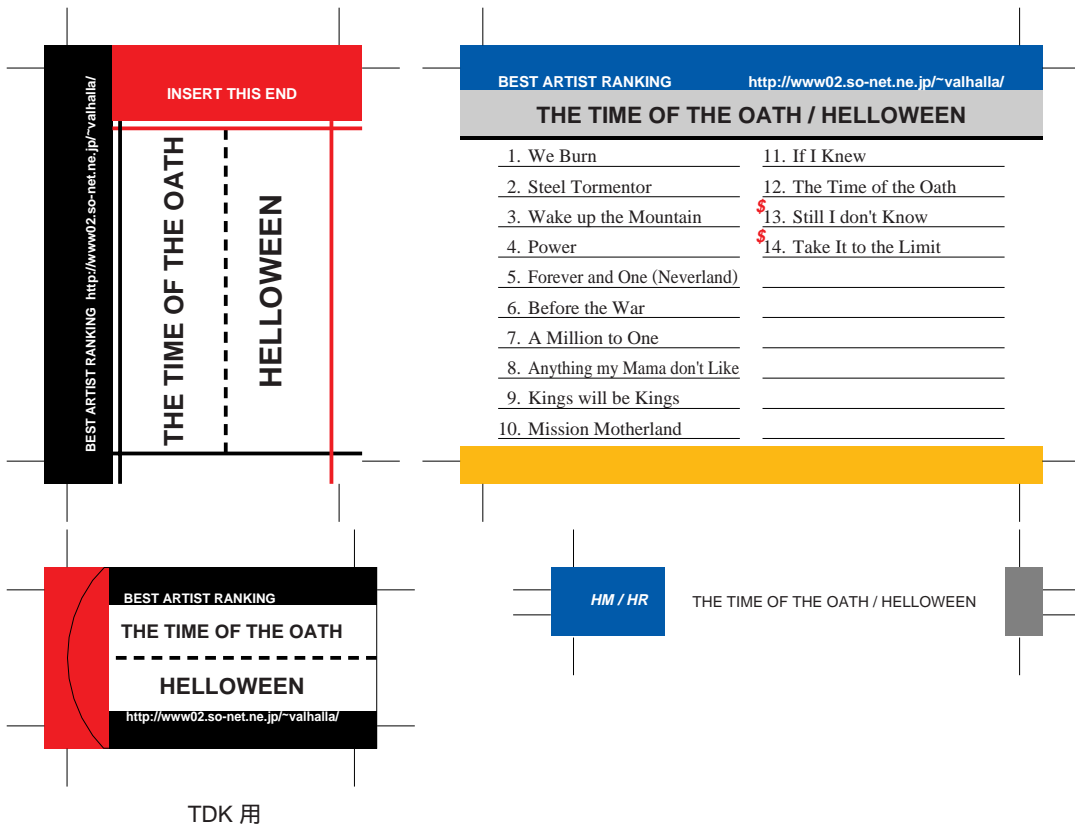 BEST ARTIST RANKING http://www02.so-net.ne.jp/~valhalla/
INSERT THIS END
THE TIME OF THE OATH
HELLOWEEN
BEST ARTIST RANKING http://www02.so-net.ne.jp/~valhalla/
THE TIME OF THE OATH / HELLOWEEN
1. We Burn
2. Steel Tormentor
3. Wake up the Mountain
4. Power
5. Forever and One (Neverland)
6. Before the War
7. A Million to One
8. Anything my Mama don't Like
9. Kings will be Kings
10. Mission Motherland
11. If I Knew
12. The Time of the Oath
$13. Still I don't Know
$14. Take It to the Limit
BEST ARTIST RANKING
THE TIME OF THE OATH
HELLOWEEN
http://www02.so-net.ne.jp/~valhalla/
TDK 用
HM / HR
THE TIME OF THE OATH / HELLOWEEN